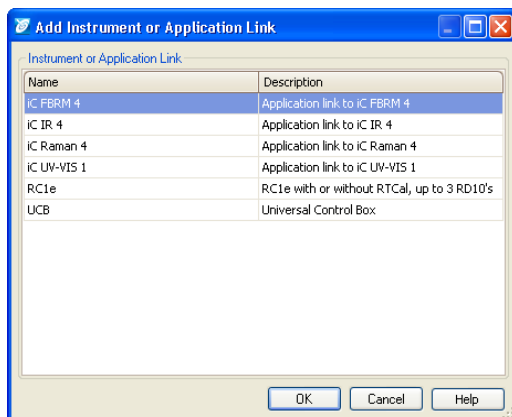 Add Instrument or Application Link
Instrument or Application Link
Name Description
iC FBRM 4 Application link to iC FBRM 4
iC IR 4 Application link to iC IR 4
iC Raman 4 Application link to iC Raman 4
iC UV-VIS 1 Application link to iC UV-VIS 1
RC1e RC1e with or without RTCal, up to 3 RD10's
UCB Universal Control Box
OK Cancel Help